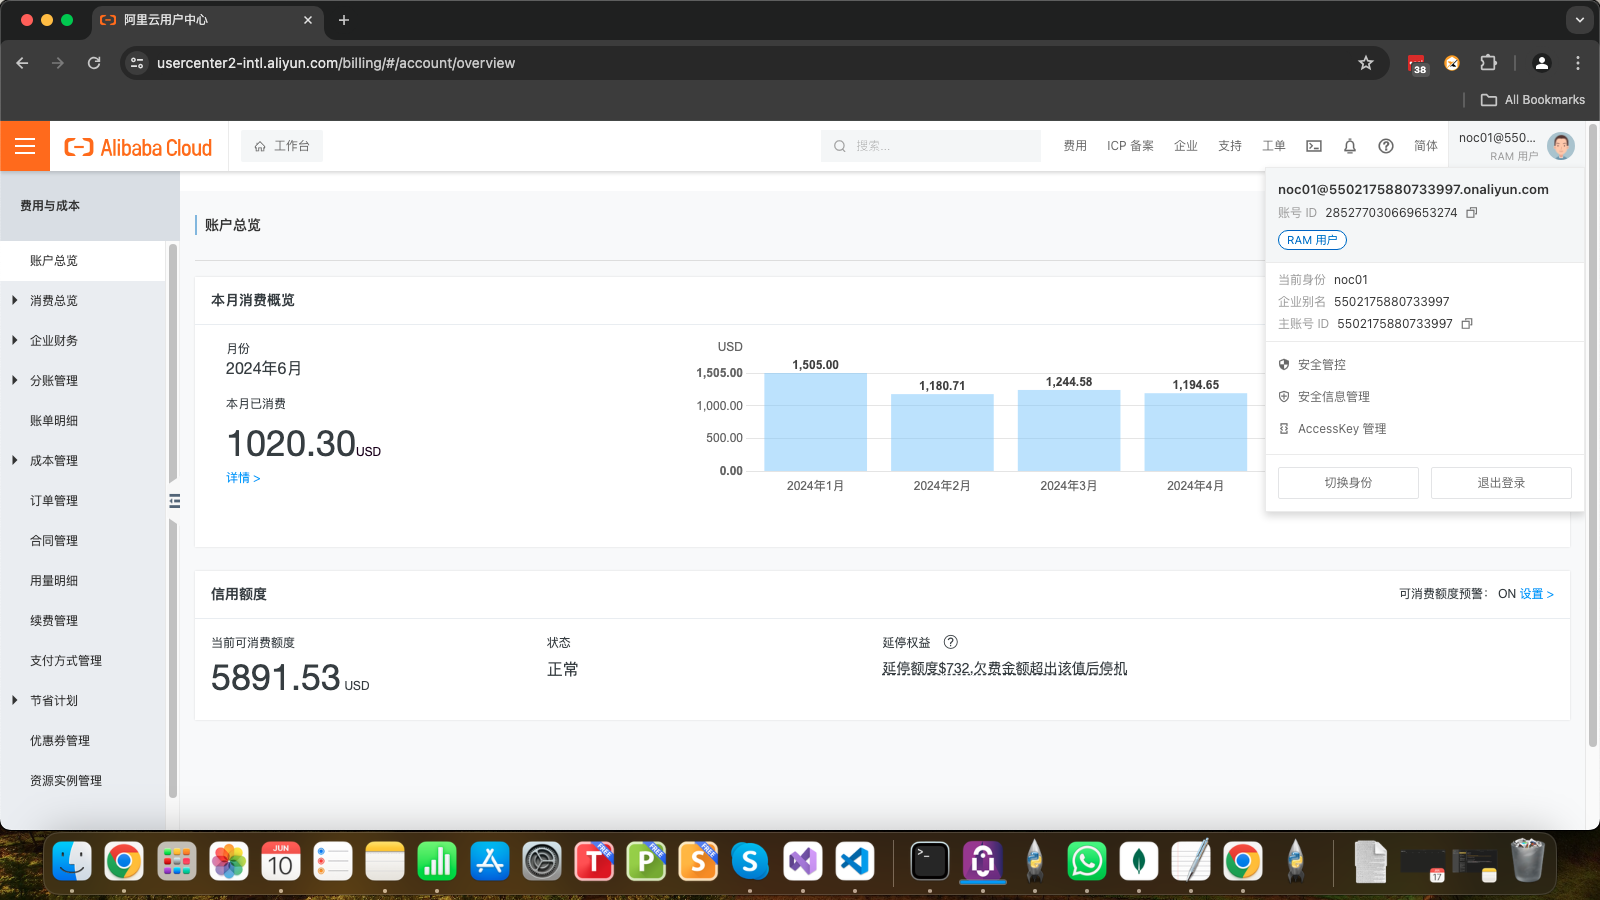 阿里云用户中心
usercenter2-intl.aliyun.com/billing/#/account/overview
38
All Bookmarks
Alibaba Cloud
工作台
搜索...
费用
ICP 备案
企业
支持
工单
简体
noc01@550...
RAM 用户
noc01@5502175880733997.onaliyun.com
账号 ID 285277030669653274
RAM 用户
当前身份 noc01
企业别名 5502175880733997
主账号 ID 5502175880733997
安全管控
安全信息管理
AccessKey 管理
切换身份
退出登录
费用与成本
账户总览
消费总览
企业财务
分账管理
账单明细
成本管理
订单管理
合同管理
用量明细
续费管理
支付方式管理
节省计划
优惠券管理
资源实例管理
账户总览
本月消费概览
月份
2024年6月
本月已消费
1020.30USD
详情 >
USD
1,505.00
1,000.00
500.00
0.00
1,505.00
1,180.71
1,244.58
1,194.65
2024年1月
2024年2月
2024年3月
2024年4月
信用额度
可消费额度预警： ON 设置 >
当前可消费额度
5891.53 USD
状态
正常
延停权益
延停额度$732,欠费金额超出该值后停机
JUN
10
T
FREE
P
FREE
S
FREE
S
>_
17